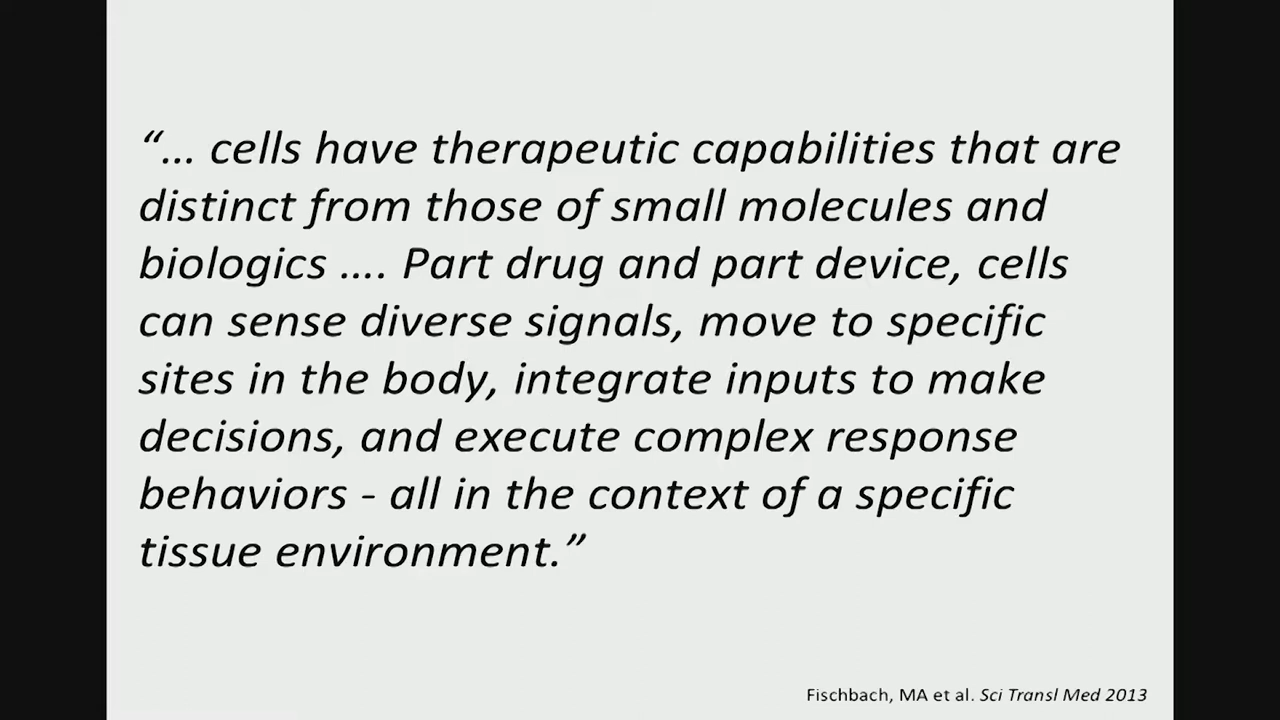 “... cells have therapeutic capabilities that are
distinct from those of small molecules and
biologics .... Part drug and part device, cells
can sense diverse signals, move to specific
sites in the body, integrate inputs to make
decisions, and execute complex response
behaviors - all in the context of a specific
tissue environment.”
Fischbach, MA et al. Sci Transl Med 2013